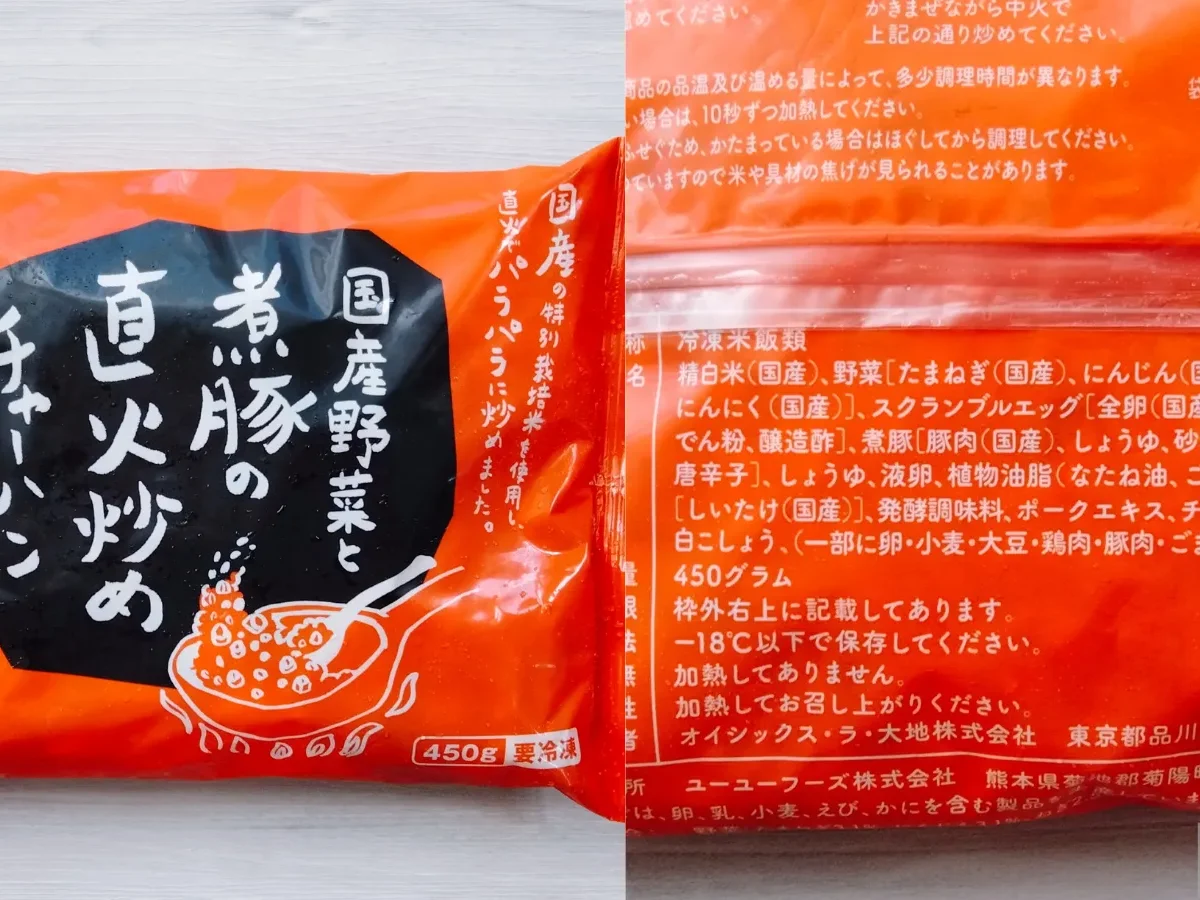 国産の特別栽培米を使用し、
直火でパラパラに炒めました。
国産野菜と
煮豚の
直火炒め
チャーハン
450g 要冷凍
めてください。
かきまぜながら中火で
上記の通り炒めてください。
商品の品温及び温める量によって、多少調理時間が異なります。
い場合は、10秒ずつ加熱してください。
ふせぐため、かたまっている場合はほぐしてから調理してください。
っていますので米や具材の焦げが見られることがあります。
称 冷凍米飯類
名 精白米(国産)、野菜[たまねぎ(国産)、にんじん(国
にんにく(国産)]、スクランブルエッグ[全卵(国産
でん粉、醸造酢]、煮豚[豚肉(国産)、しょうゆ、砂
唐辛子]、しょうゆ、液卵、植物油脂(なたね油、ご
[しいたけ(国産)]、発酵調味料、ポークエキス、チ
白こしょう、(一部に卵・小麦・大豆・鶏肉・豚肉・ごま
量 450グラム
限 枠外右上に記載してあります。
法 −18℃以下で保存してください。
無 加熱してありません。
性 加熱してお召し上がりください。
者 オイシックス・ラ・大地株式会社 東京都品川
所 ユーユーフーズ株式会社 熊本県菊池郡菊陽町
は、卵、乳、小麦、えび、かにを含む製品